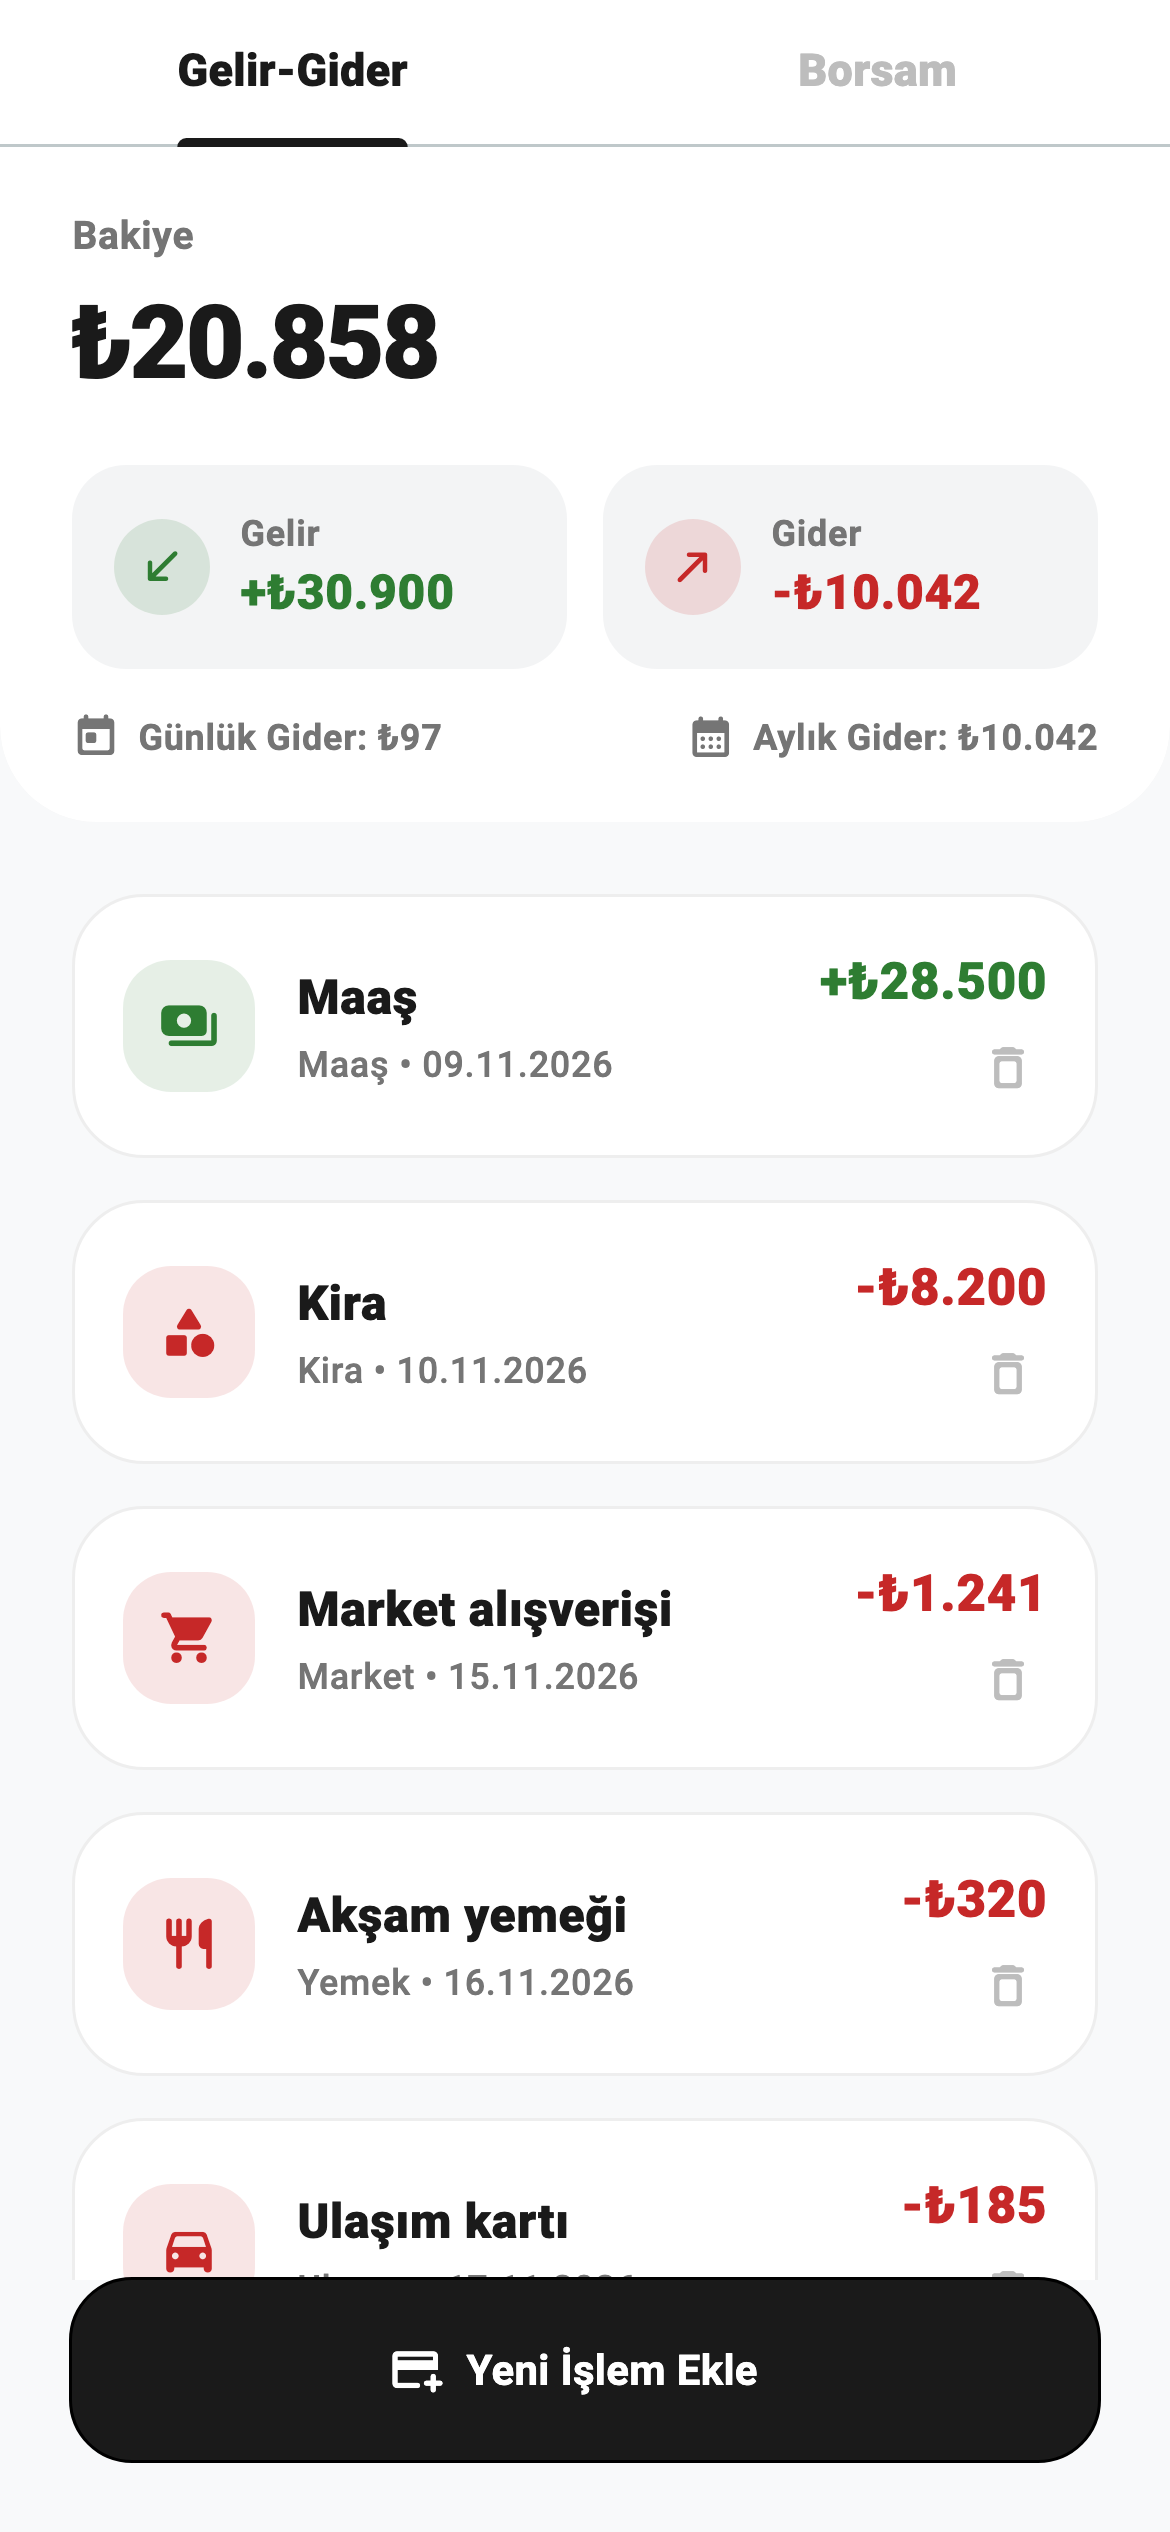 Gelir-Gider
Borsam
Bakiye
₺20.858
Gelir
+₺30.900
Gider
-₺10.042
Günlük Gider: ₺97
Aylık Gider: ₺10.042
Maaş
+₺28.500
Maaş • 09.11.2026
Kira
-₺8.200
Kira • 10.11.2026
Market alışverişi
-₺1.241
Market • 15.11.2026
Akşam yemeği
-₺320
Yemek • 16.11.2026
Ulaşım kartı
-₺185
Yeni İşlem Ekle